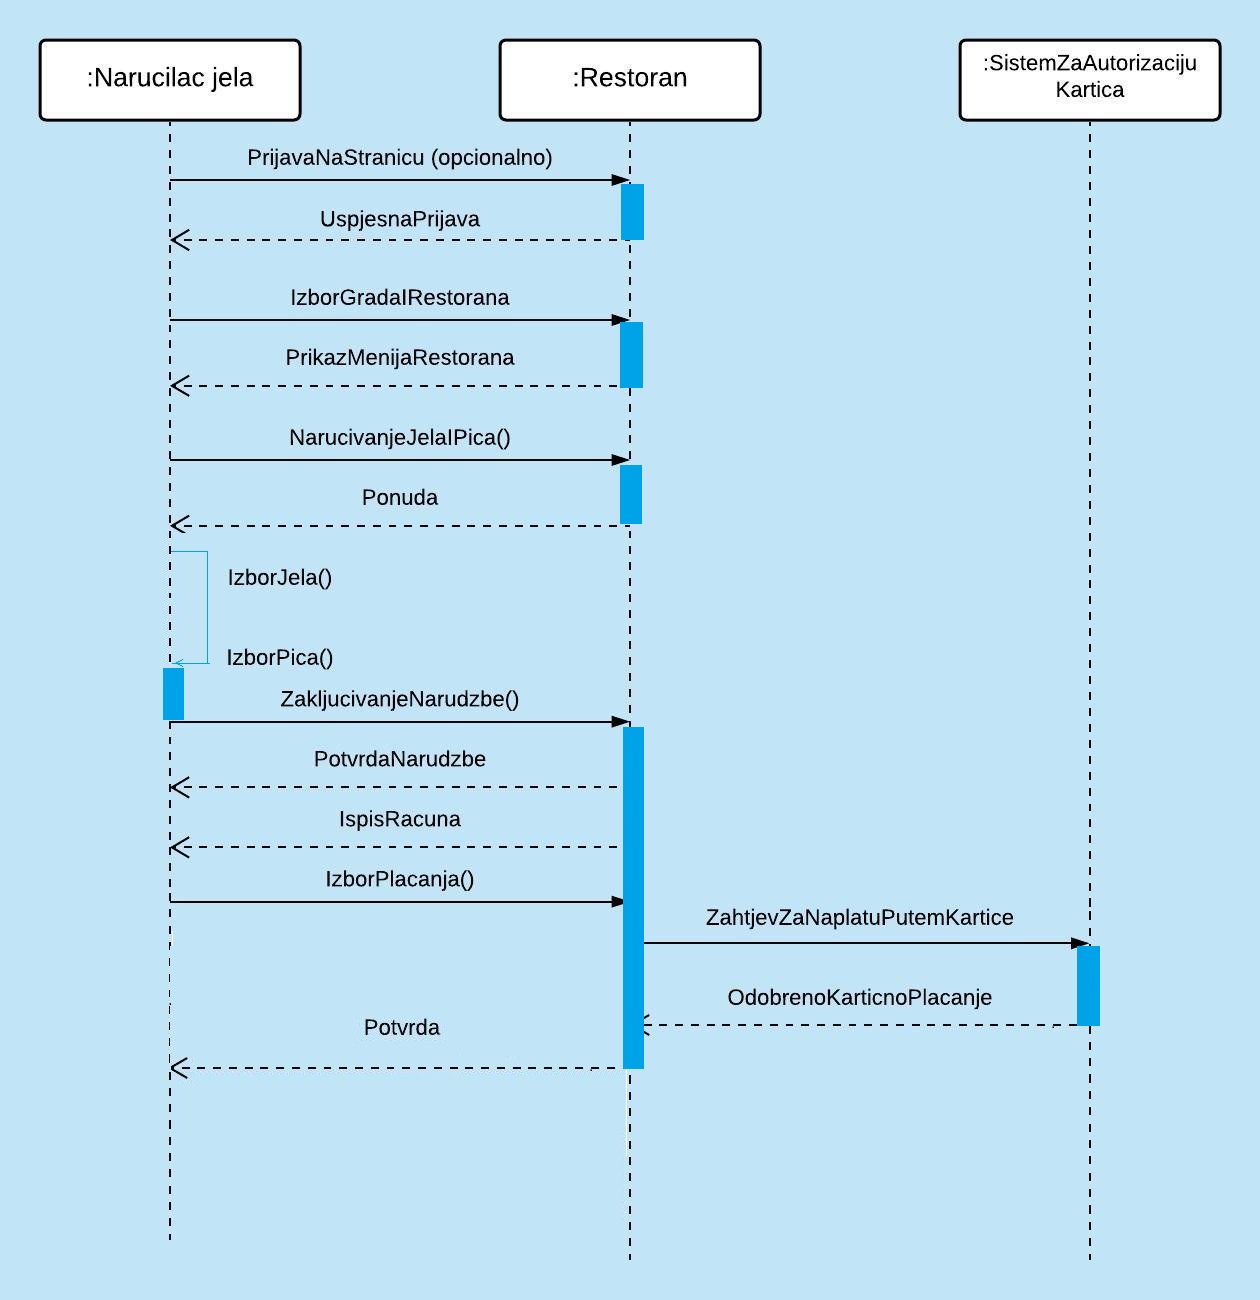 :Narucilac jela
:Restoran
:SistemZaAutorizaciju
Kartica
PrijavaNaStranicu (opcionalno)
UspjesnaPrijava
IzborGradaIRestorana
PrikazMenijaRestorana
NarucivanjeJelaIPica()
Ponuda
IzborJela()
IzborPica()
ZakljucivanjeNarudzbe()
PotvrdaNarudzbe
IspisRacuna
IzborPlacanja()
ZahtjevZaNaplatuPutemKartice
OdobrenoKarticnoPlacanje
Potvrda